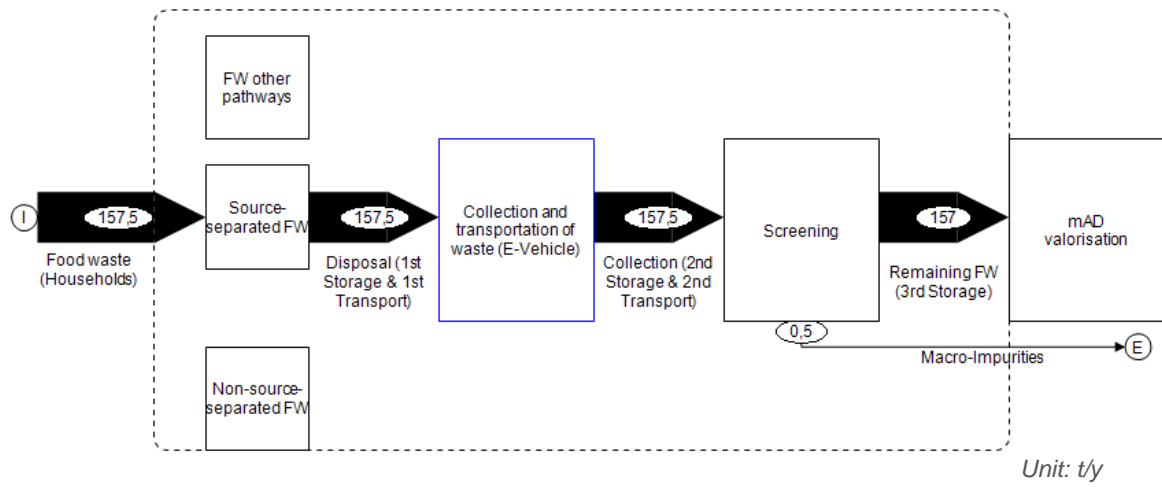 FW other
pathways
I
157,5
Food waste
(Households)
Source-
separated FW
157,5
Disposal (1st
Storage & 1st
Transport)
Collection and
transportation of
waste (E-Vehicle)
157,5
Collection (2nd
Storage & 2nd
Transport)
Screening
157
Remaining FW
(3rd Storage)
mAD
valorisation
0,5
Macro-Impurities
E
Non-source-
separated FW
Unit: t/y